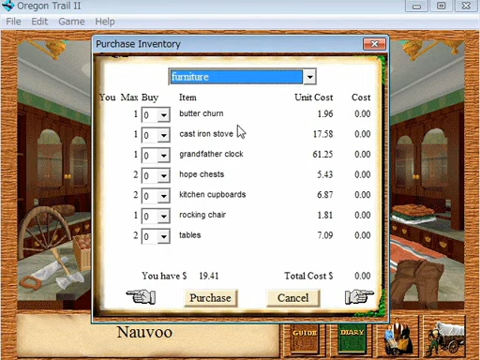 Oregon Trail II
File Edit Game Help
Purchase Inventory
furniture
You Max Buy Item Unit Cost Cost
1 0 butter churn 1.96 0.00
1 0 cast iron stove 17.58 0.00
1 0 grandfather clock 61.25 0.00
2 0 hope chests 5.43 0.00
2 0 kitchen cupboards 6.87 0.00
1 0 rocking chair 1.81 0.00
2 0 tables 7.09 0.00
You have $ 19.41 Total Cost $ 0.00
Purchase Cancel
Nauvoo
GUIDE DIARY